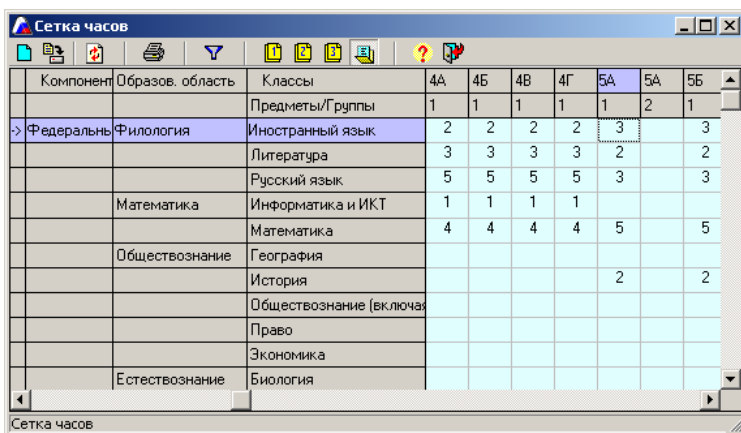 Сетка часов
Компонент Образов. область Классы 4А 4Б 4В 4Г 5А 5А 5Б
Предметы/Группы 1 1 1 1 1 2 1
-> Федеральнь Филология Иностранный язык 2 2 2 2 3 3
Литература 3 3 3 3 2 2
Русский язык 5 5 5 5 3 3
Математика Информатика и ИКТ 1 1 1 1
Математика 4 4 4 4 5 5
Обществознание География
История 2 2
Обществознание (включая
Право
Экономика
Естествознание Биология
Сетка часов